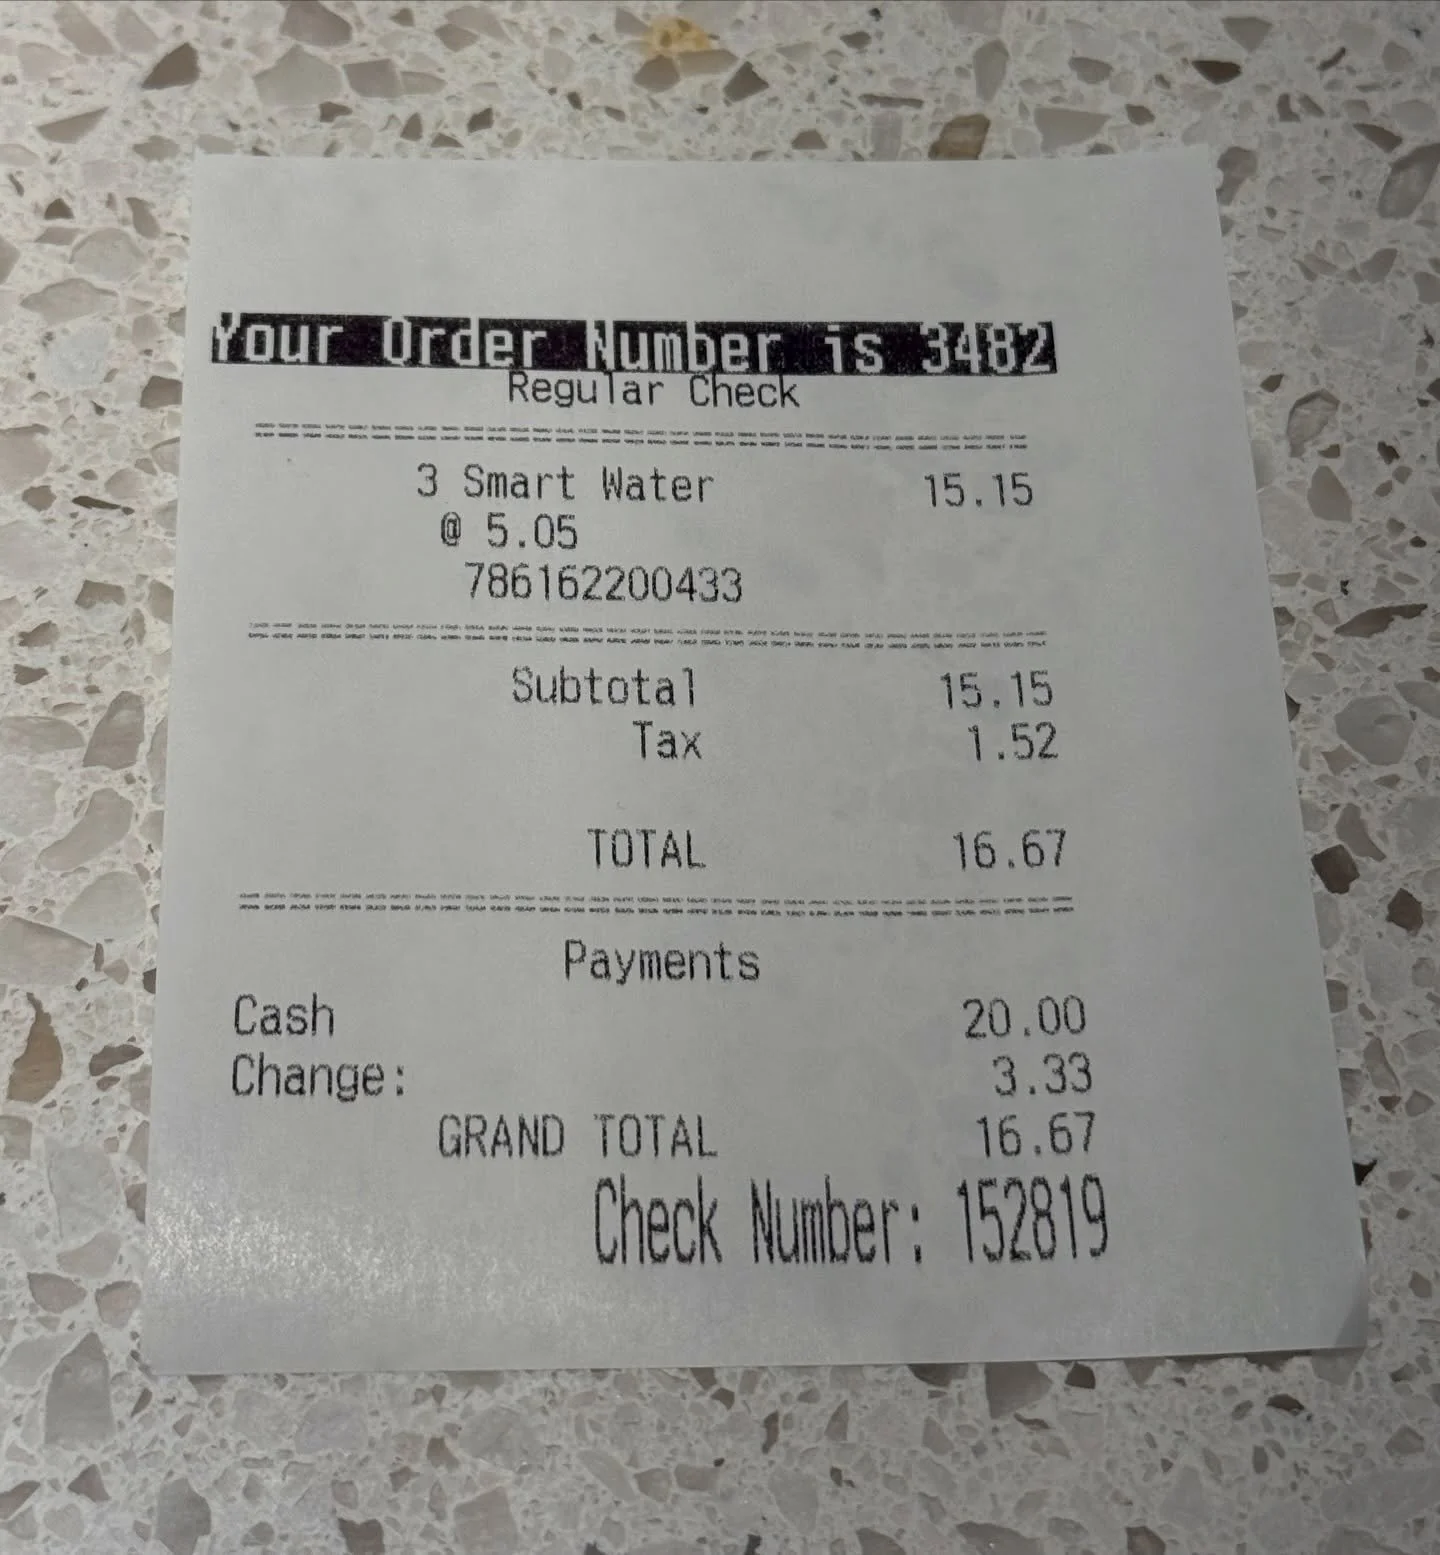 Your Order Number is 3482
Regular Check
3 Smart Water 15.15
@ 5.05
786162200433
Subtotal 15.15
Tax 1.52
TOTAL 16.67
Payments
Cash 20.00
Change: 3.33
GRAND TOTAL 16.67
Check Number: 152819